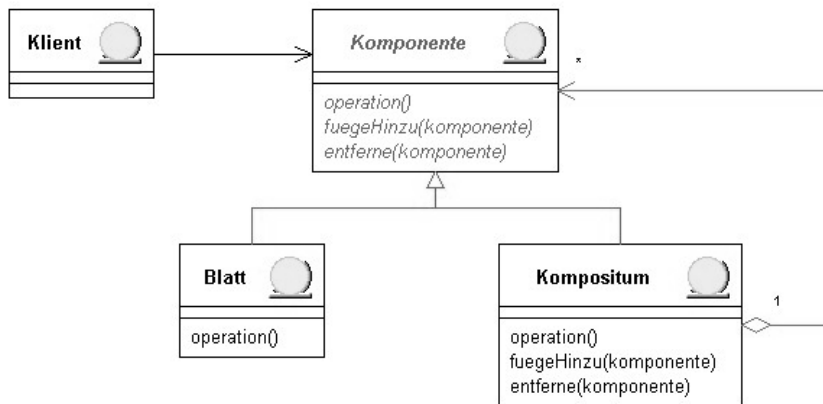 Klient
Komponente
*
operation()
fuegeHinzu(komponente)
entferne(komponente)
Blatt
operation()
Kompositum
1
operation()
fuegeHinzu(komponente)
entferne(komponente)